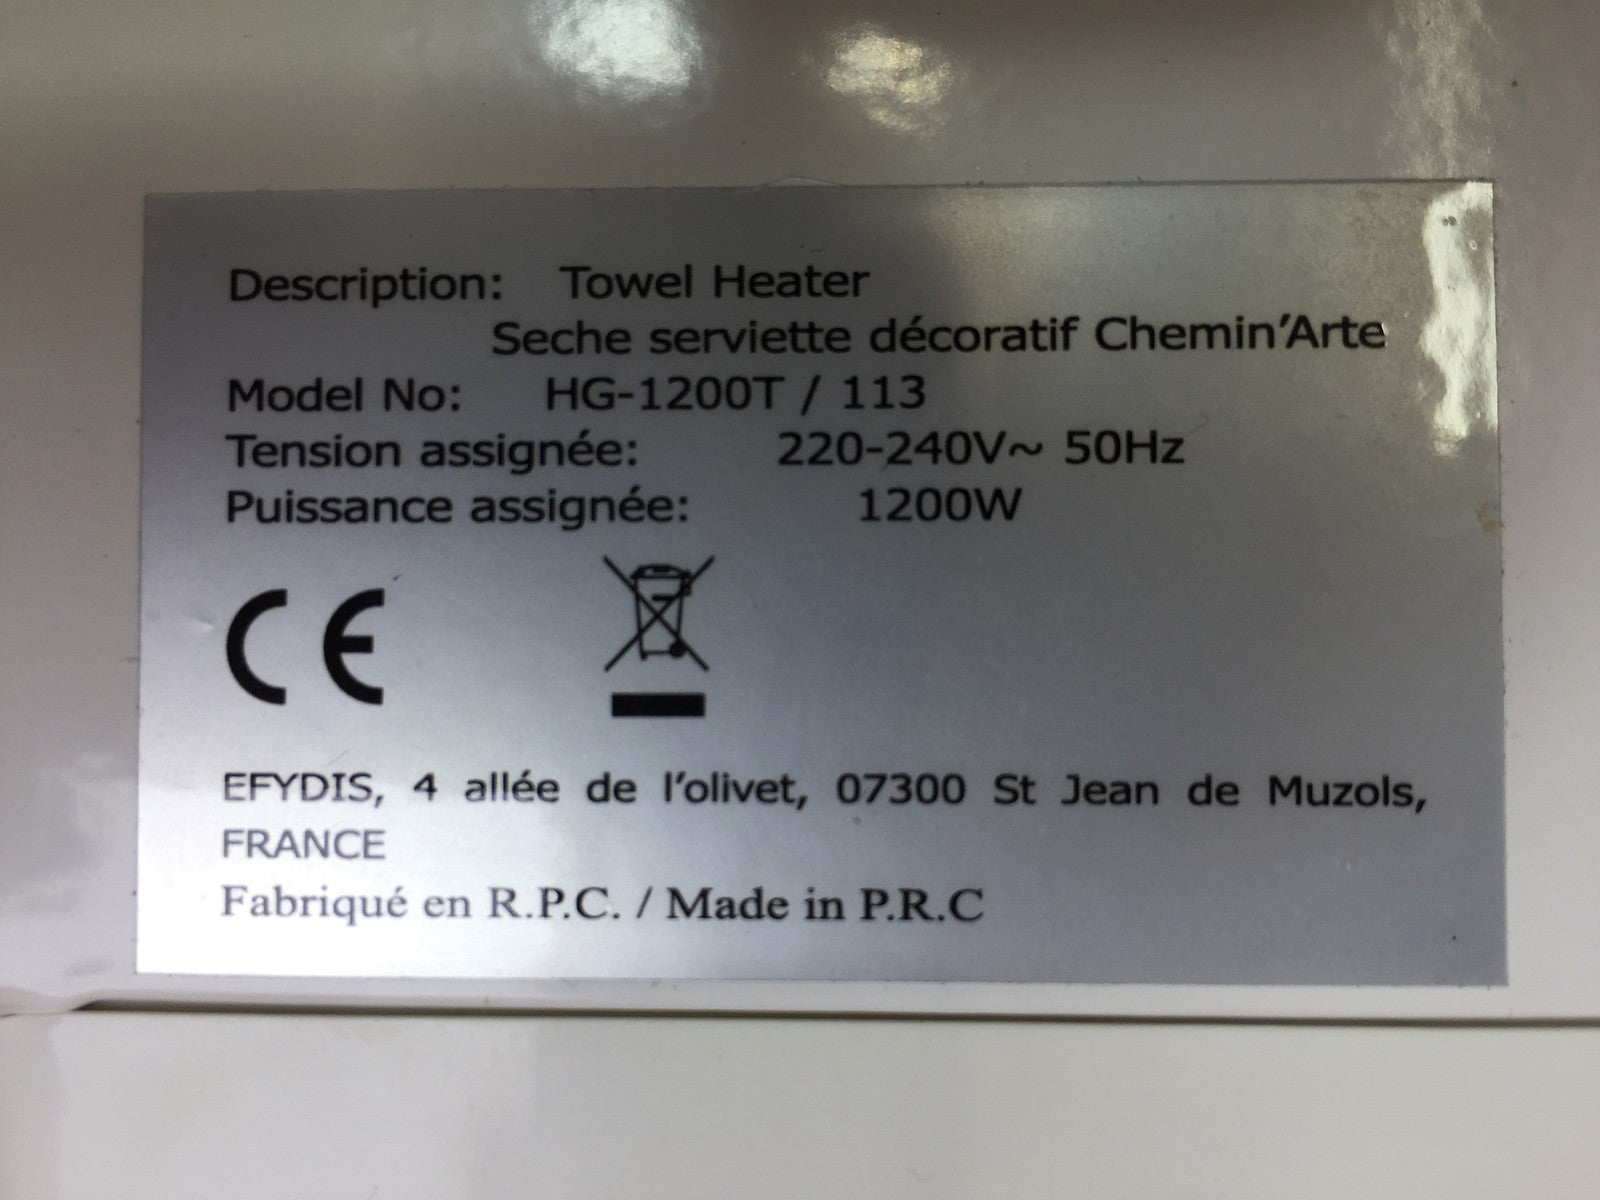 Description: Towel Heater
Seche serviette décoratif Chemin'Arte
Model No: HG-1200T / 113
Tension assignée: 220-240V~ 50Hz
Puissance assignée: 1200W
CE
EFYDIS, 4 allée de l'olivet, 07300 St Jean de Muzols,
FRANCE
Fabriqué en R.P.C. / Made in P.R.C